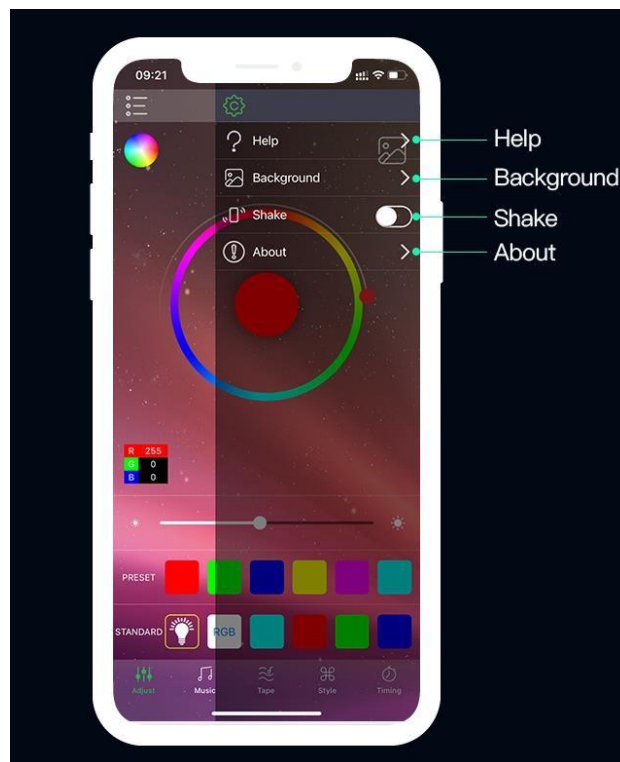 09:21
Help
Background
Shake
About
Help
Background
Shake
About
R 255
G 0
B 0
PRESET
STANDARD RGB
Adjust Music Tape Style Timing